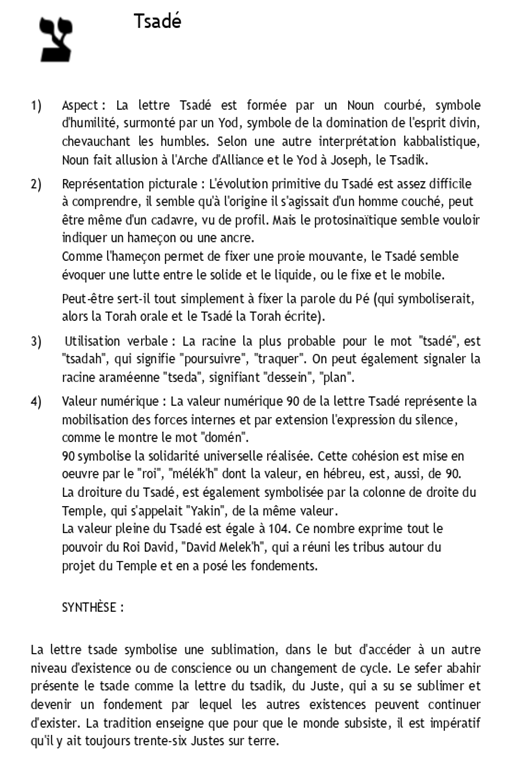 צ
Tsadé
1) Aspect : La lettre Tsadé est formée par un Noun courbé, symbole
d'humilité, surmonté par un Yod, symbole de la domination de l'esprit divin,
chevauchant les humbles. Selon une autre interprétation kabbalistique,
Noun fait allusion à l'Arche d'Alliance et le Yod à Joseph, le Tsadik.
2) Représentation picturale : L'évolution primitive du Tsadé est assez difficile
à comprendre, il semble qu'à l'origine il s'agissait d'un homme couché, peut
être même d'un cadavre, vu de profil. Mais le protosinaïtique semble vouloir
indiquer un hameçon ou une ancre.
Comme l'hameçon permet de fixer une proie mouvante, le Tsadé semble
évoquer une lutte entre le solide et le liquide, ou le fixe et le mobile.
Peut-être sert-il tout simplement à fixer la parole du Pé (qui symboliserait,
alors la Torah orale et le Tsadé la Torah écrite).
3) Utilisation verbale : La racine la plus probable pour le mot "tsadé", est
"tsadah", qui signifie "poursuivre", "traquer". On peut également signaler la
racine araméenne "tseda", signifiant "dessein", "plan".
4) Valeur numérique : La valeur numérique 90 de la lettre Tsadé représente la
mobilisation des forces internes et par extension l'expression du silence,
comme le montre le mot "domén".
90 symbolise la solidarité universelle réalisée. Cette cohésion est mise en
oeuvre par le "roi", "mélék'h" dont la valeur, en hébreu, est, aussi, de 90.
La droiture du Tsadé, est également symbolisée par la colonne de droite du
Temple, qui s'appelait "Yakin", de la même valeur.
La valeur pleine du Tsadé est égale à 104. Ce nombre exprime tout le
pouvoir du Roi David, "David Melek'h", qui a réuni les tribus autour du
projet du Temple et en a posé les fondements.
SYNTHÈSE :
La lettre tsade symbolise une sublimation, dans le but d'accéder à un autre
niveau d'existence ou de conscience ou un changement de cycle. Le sefer abahir
présente le tsade comme la lettre du tsadik, du Juste, qui a su se sublimer et
devenir un fondement par lequel les autres existences peuvent continuer
d'exister. La tradition enseigne que pour que le monde subsiste, il est impératif
qu'il y ait toujours trente-six Justes sur terre.